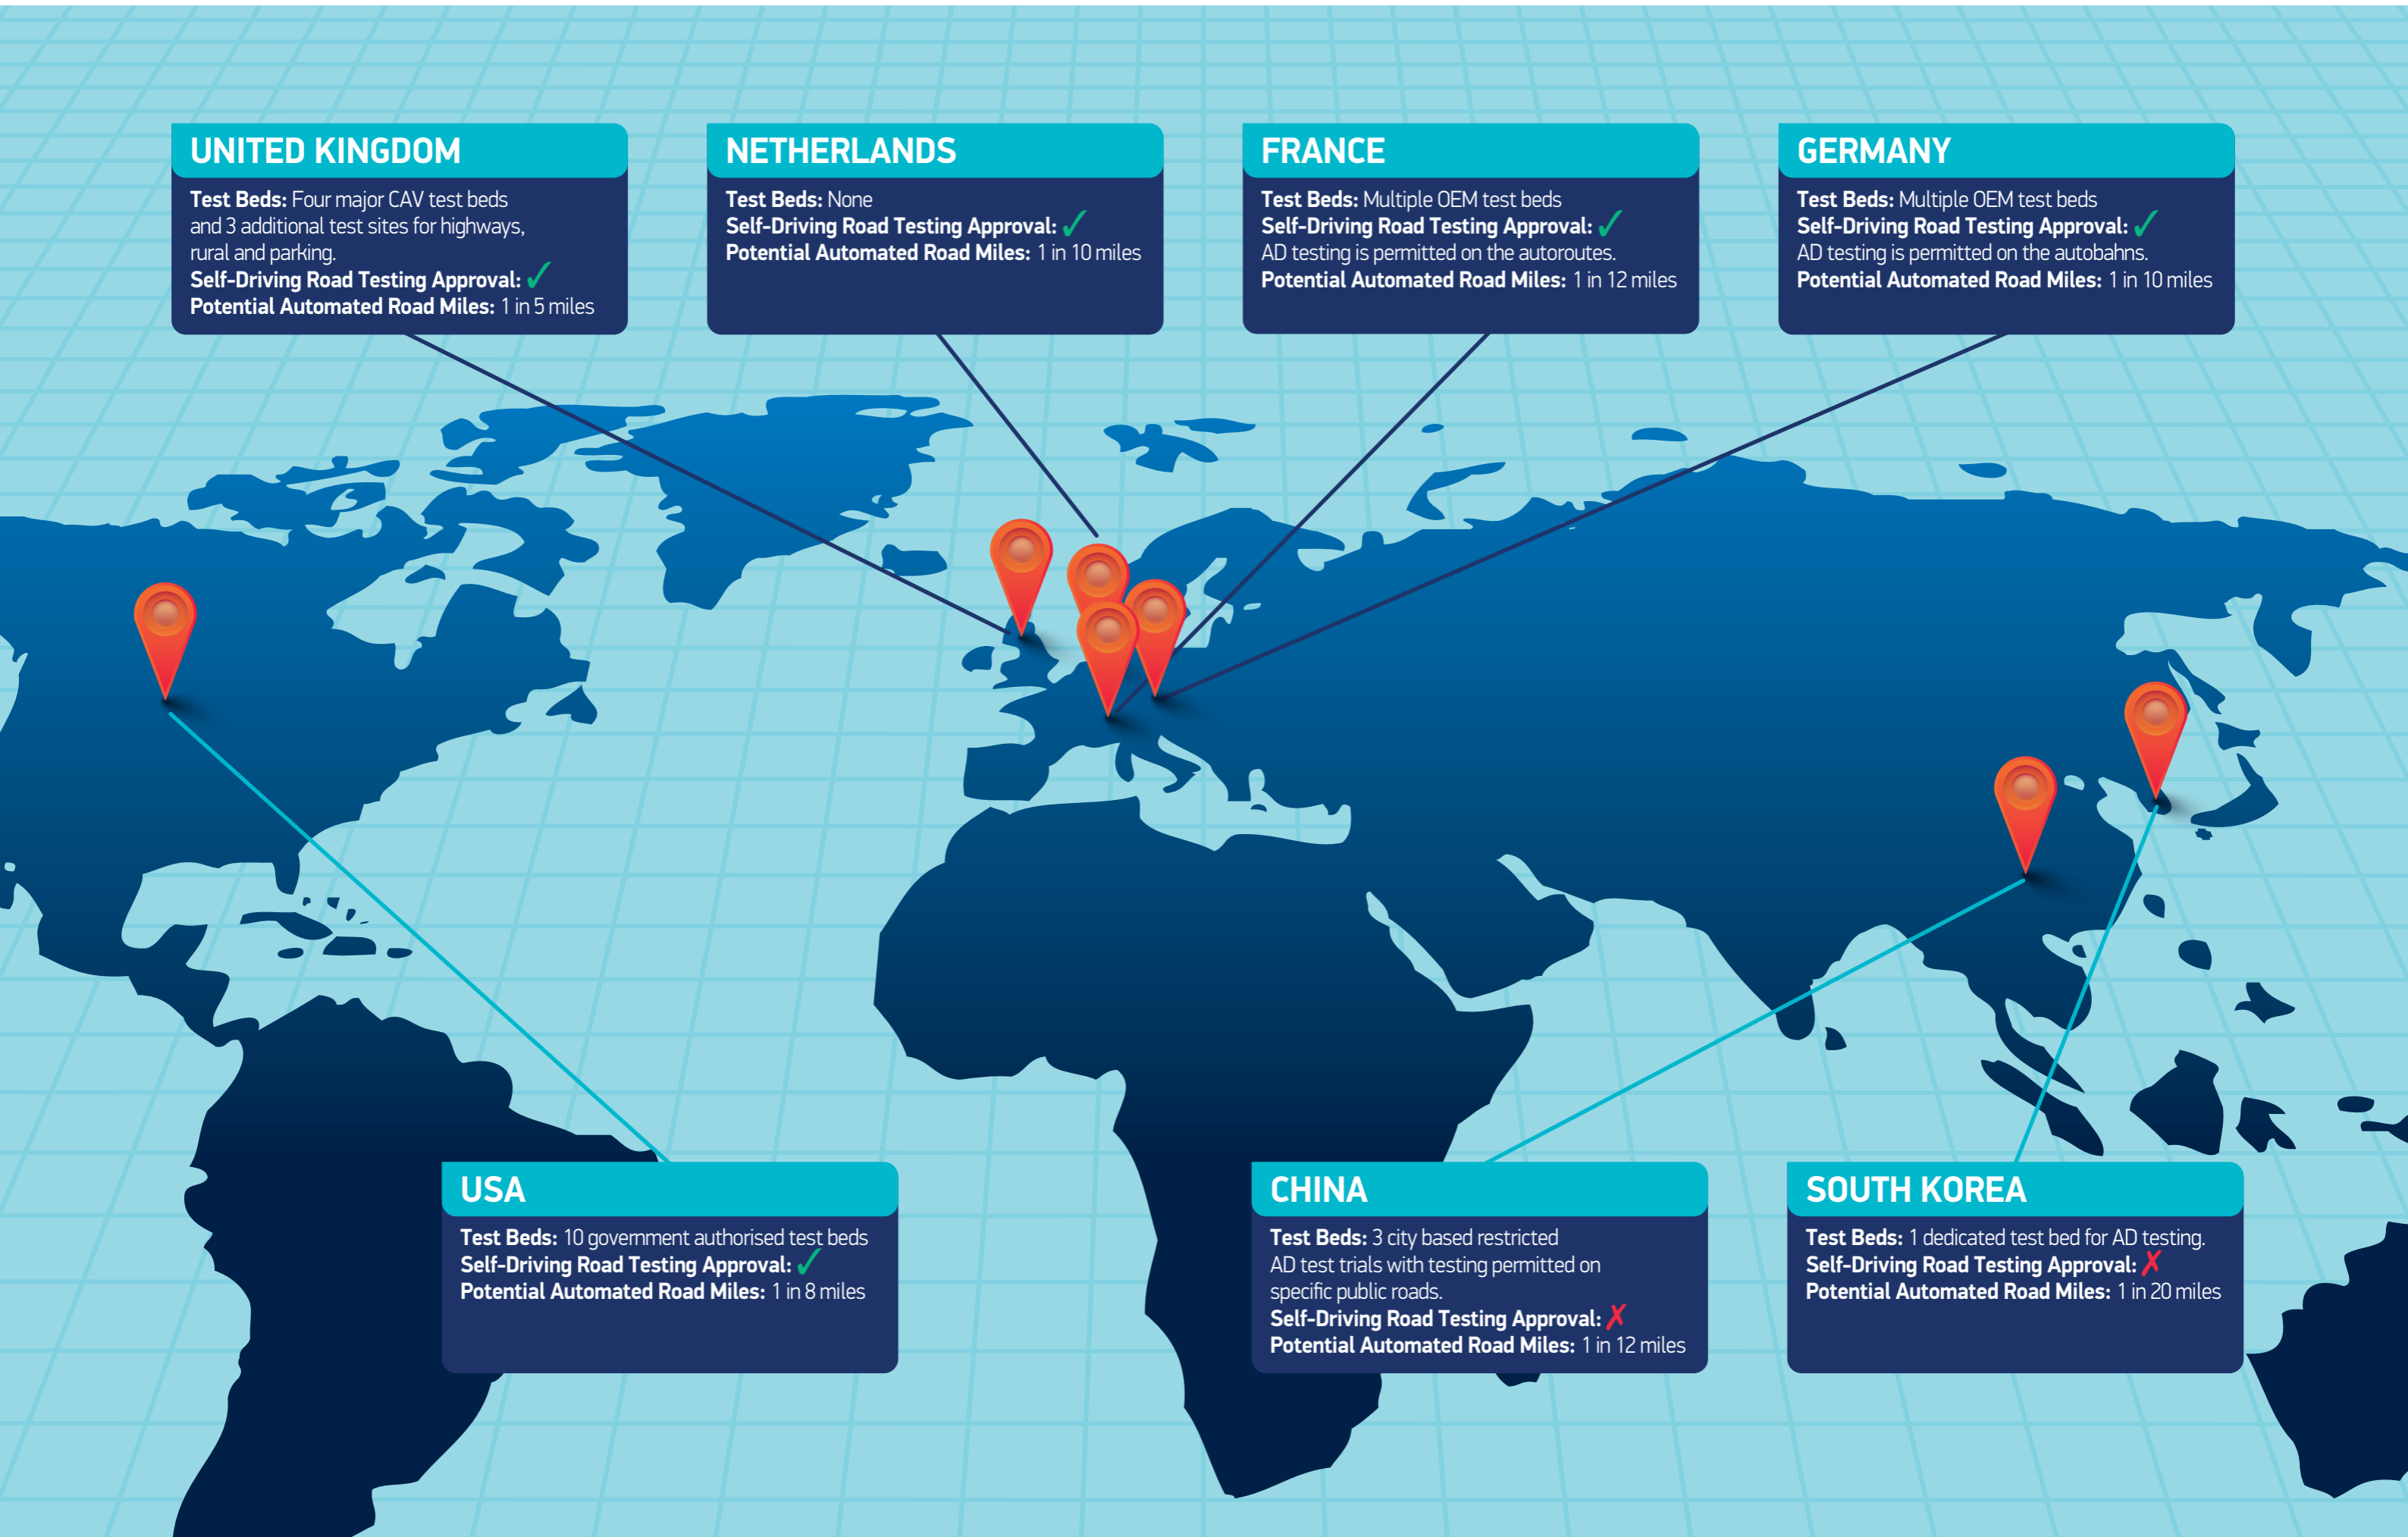 UNITED KINGDOM
Test Beds: Four major CAV test beds
and 3 additional test sites for highways,
rural and parking.
Self-Driving Road Testing Approval: ✓
Potential Automated Road Miles: 1 in 5 miles
NETHERLANDS
Test Beds: None
Self-Driving Road Testing Approval: ✓
Potential Automated Road Miles: 1 in 10 miles
FRANCE
Test Beds: Multiple OEM test beds
Self-Driving Road Testing Approval: ✓
AD testing is permitted on the autoroutes.
Potential Automated Road Miles: 1 in 12 miles
GERMANY
Test Beds: Multiple OEM test beds
Self-Driving Road Testing Approval: ✓
AD testing is permitted on the autobahns.
Potential Automated Road Miles: 1 in 10 miles
USA
Test Beds: 10 government authorised test beds
Self-Driving Road Testing Approval: ✓
Potential Automated Road Miles: 1 in 8 miles
CHINA
Test Beds: 3 city based restricted
AD test trials with testing permitted on
specific public roads.
Self-Driving Road Testing Approval: ✗
Potential Automated Road Miles: 1 in 12 miles
SOUTH KOREA
Test Beds: 1 dedicated test bed for AD testing.
Self-Driving Road Testing Approval: ✗
Potential Automated Road Miles: 1 in 20 miles